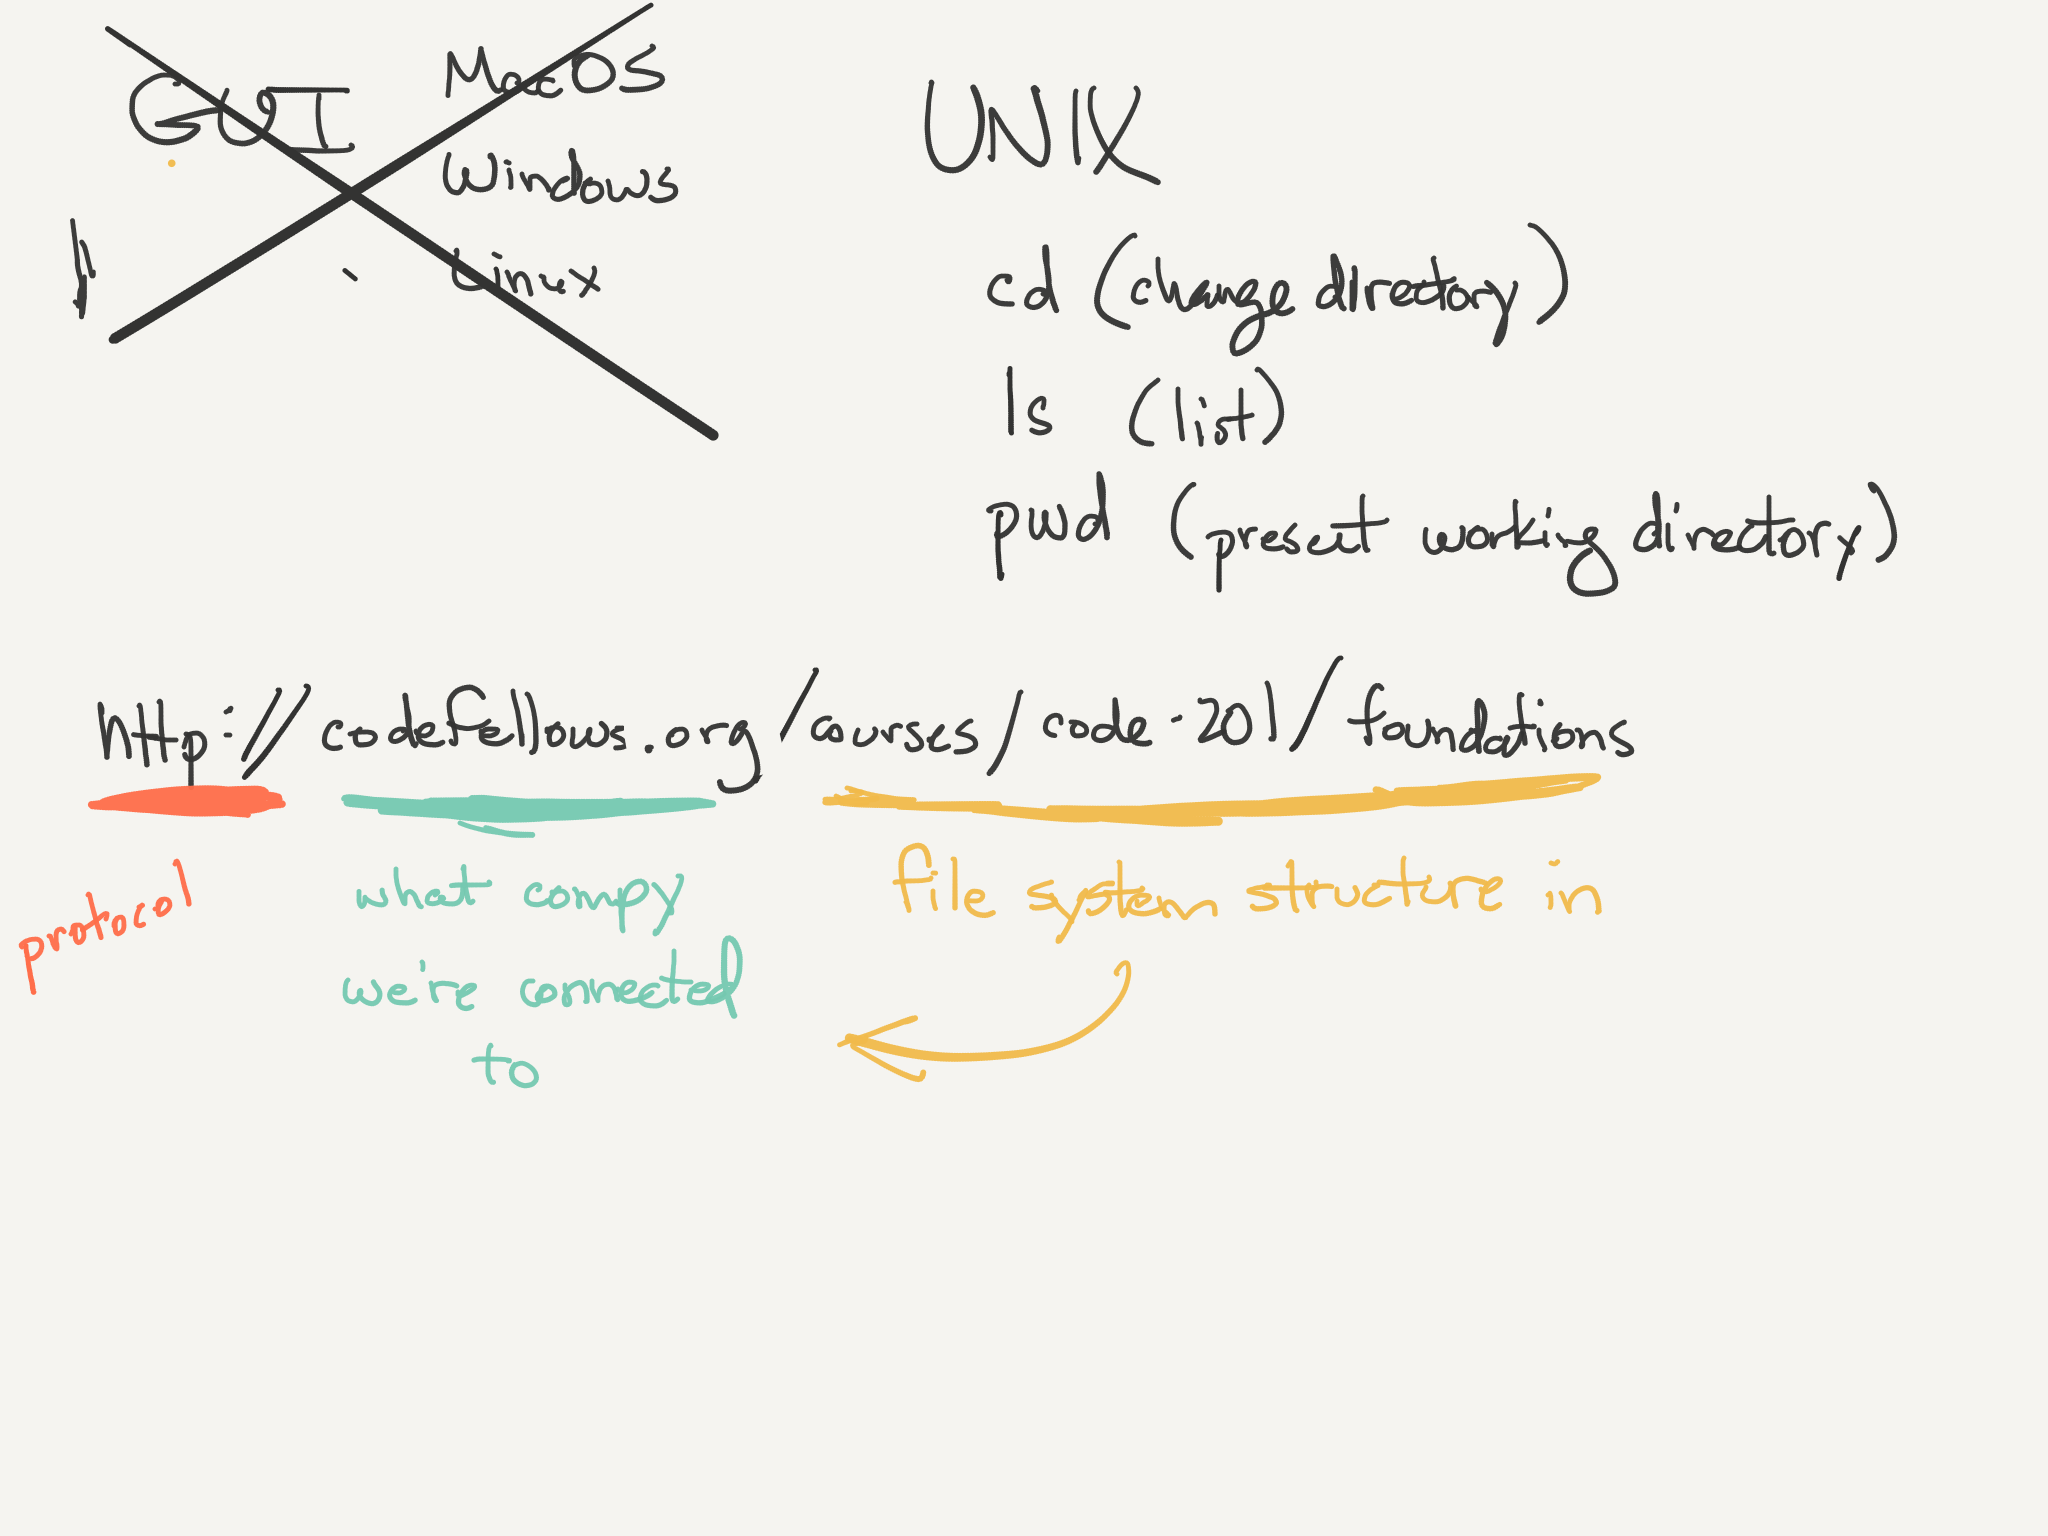 GUI
MacOS
Windows
Linux
UNIX
cd (change directory)
ls (list)
pwd (present working directory)
http://codefellows.org/courses/code-201/foundations
protocol
what compy
we're connected
to
file system structure in